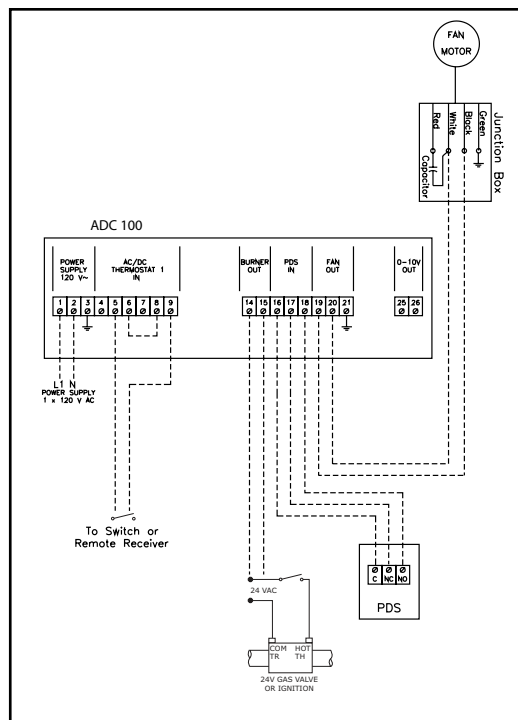 FAN
MOTOR
Junction Box
Red
White
Black
Green
Capacitor
ADC 100
POWER
SUPPLY
120 V~
AC/DC
THERMOSTAT 1
IN
BURNER
OUT
PDS
IN
FAN
OUT
0-10V
OUT
1 2 3 4 5 6 7 8 9
14 15 16 17 18 19 20 21
25 26
L1 N
POWER SUPPLY
1 x 120 V AC
To Switch or
Remote Receiver
C NC NO
PDS
24 VAC
COM HOT
TR TH
24V GAS VALVE
OR IGNITION